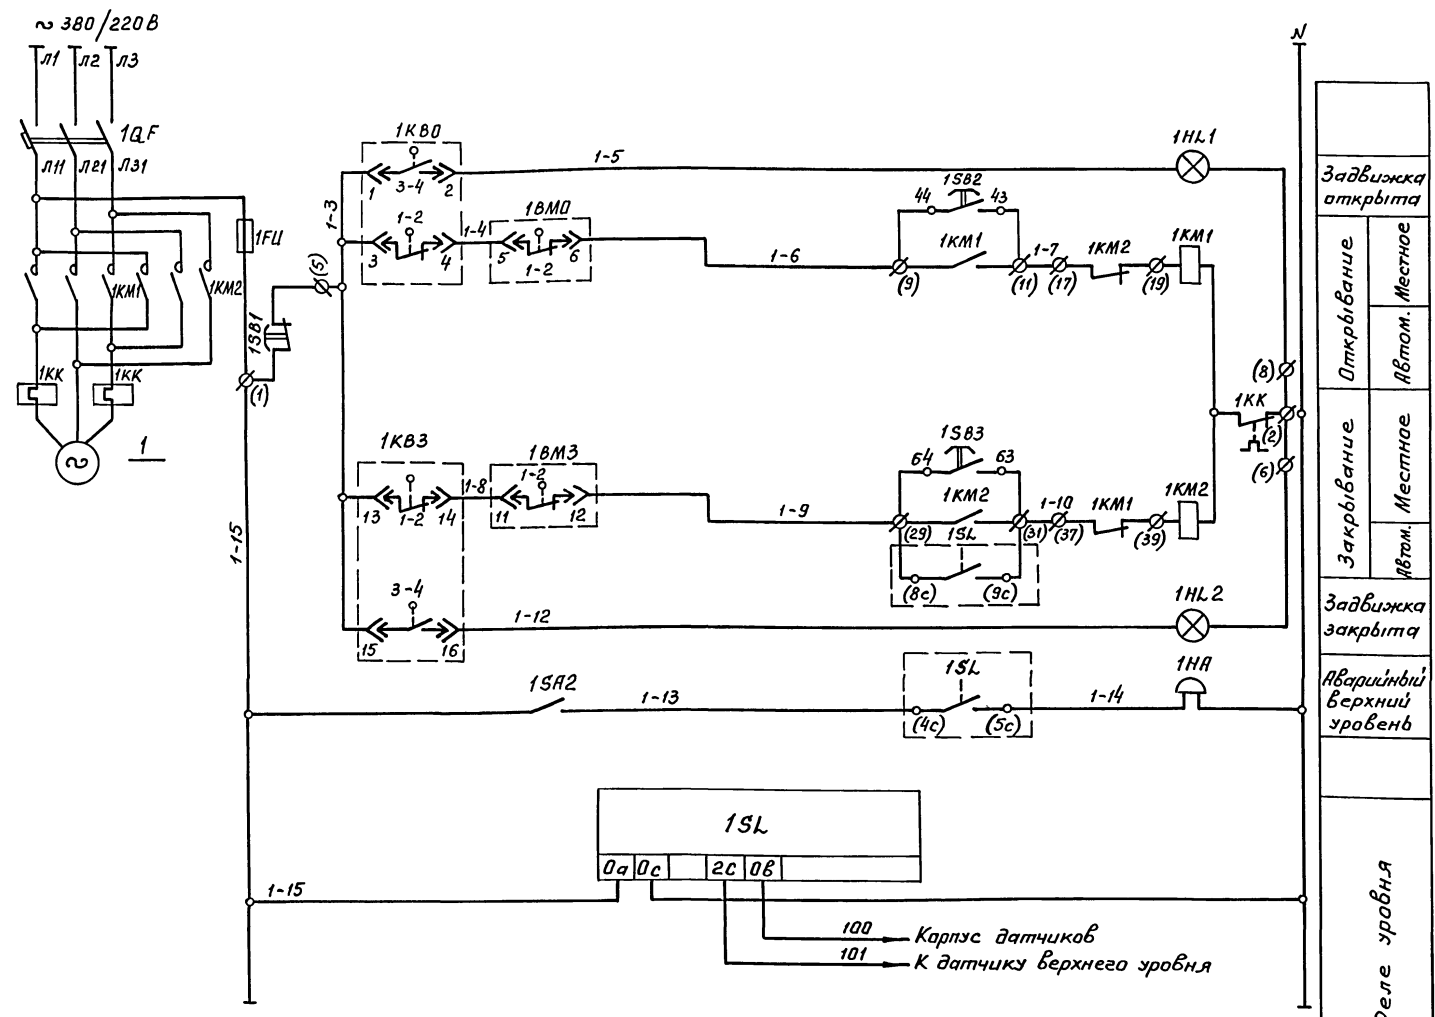 ~ 380/220В
Л1 Л2 Л3
1QF
Л11 Л21 Л31
1FU
1КМ1 1КМ2
1SB1
(1)
1КК 1КК
~
1
1-15
(5)
1-3
1КВО
1 3-4 2
1-5
1HL1
1-2
3 4
1-4
1ВМО
5 1-2 6
1-6
1SB2
44 43
1КМ1
(9) (11)
1-7
(17)
1КМ2
(19)
1КМ1
(8)
1КК
(2)
(6)
1КВЗ
13 1-2 14
1-8
1ВМЗ
1-2
11 12
1-9
1SB3
64 63
1КМ2
(29) (31)
1-10
(37)
1КМ1
(39)
1КМ2
1SL
(8с) (9с)
3-4
15 16
1-12
1HL2
1SA2
1-13
1SL
(4с) (5с)
1-14
1НА
1SL
0а 0с 2С 0в
1-15
100 Корпус датчиков
101 К датчику верхнего уровня
N
Задвижка
открыта
Открывание
Местное
Автом.
Закрывание
Местное
Автом.
Задвижка
закрыта
Аварийный
верхний
уровень
Реле уровня